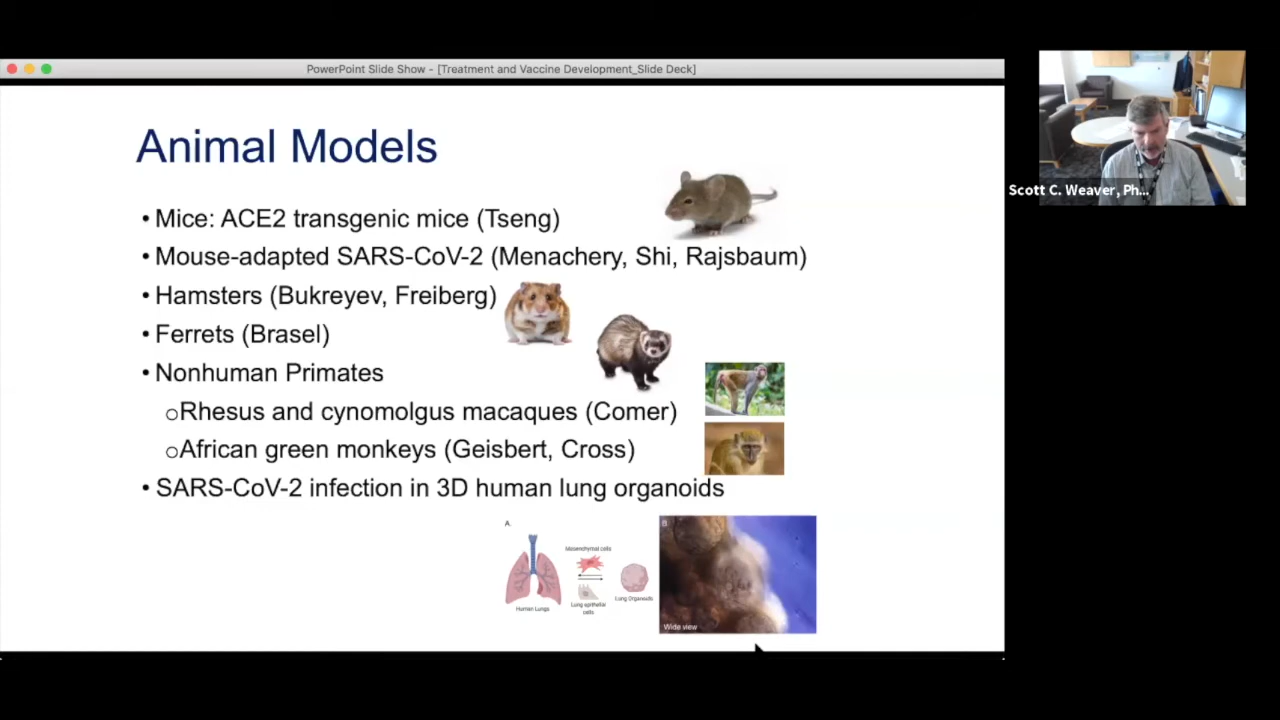 PowerPoint Slide Show - [Treatment and Vaccine Development_Slide Deck]
Animal Models
• Mice: ACE2 transgenic mice (Tseng)
• Mouse-adapted SARS-CoV-2 (Menachery, Shi, Rajsbaum)
• Hamsters (Bukreyev, Freiberg)
• Ferrets (Brasel)
• Nonhuman Primates
oRhesus and cynomolgus macaques (Comer)
oAfrican green monkeys (Geisbert, Cross)
• SARS-CoV-2 infection in 3D human lung organoids
A
Mesenchymal cells
Human Lungs
Lung epithelial
cells
Lung Organoids
B
Wide view
Scott C. Weaver, Ph...